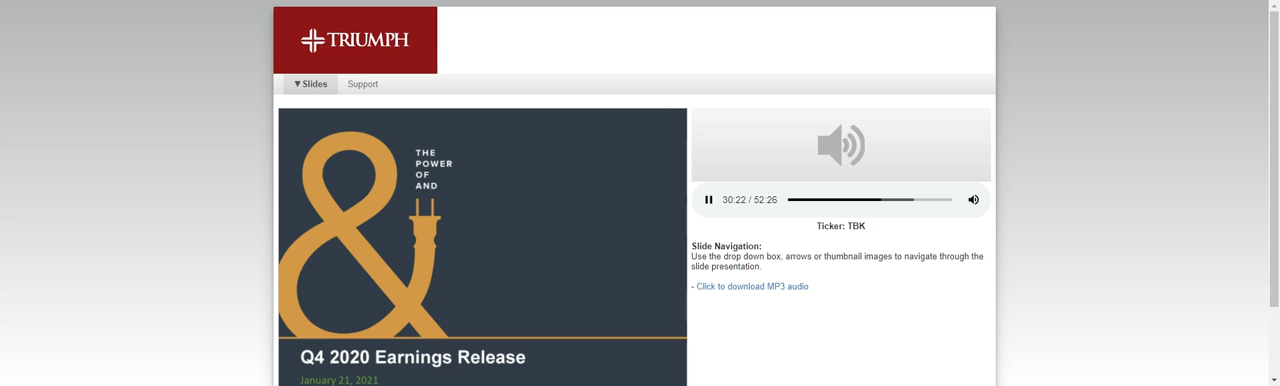 TRIUMPH
▼Slides
Support
THE
POWER
OF
AND
Q4 2020 Earnings Release
January 21, 2021
30:22 / 52:26
Ticker: TBK
Slide Navigation:
Use the drop down box, arrows or thumbnail images to navigate through the
slide presentation.
- Click to download MP3 audio